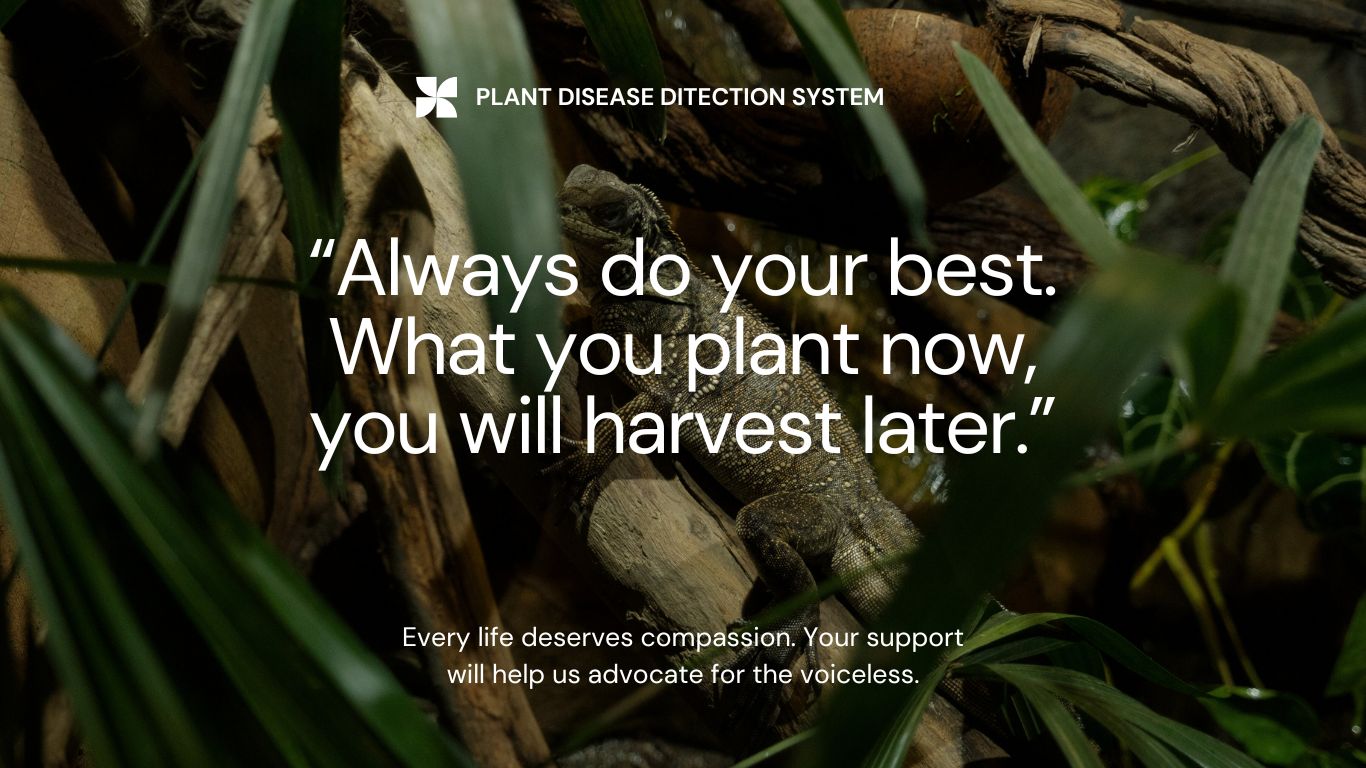 PLANT DISEASE DITECTION SYSTEM
“Always do your best.
What you plant now,
you will harvest later.”
Every life deserves compassion. Your support
will help us advocate for the voiceless.